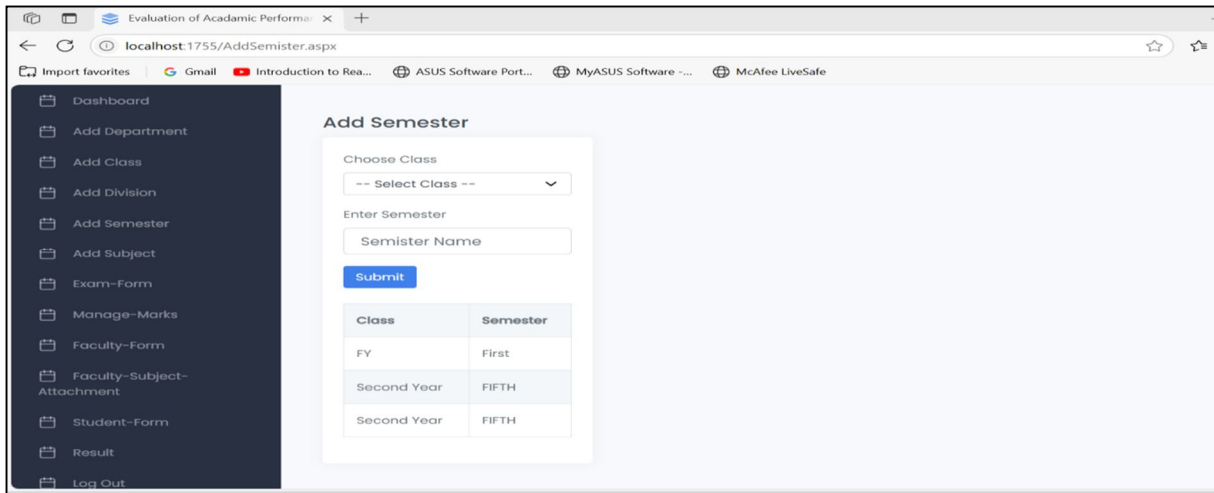 Evaluation of Acadamic Performan
localhost:1755/AddSemister.aspx
Import favorites Gmail Introduction to Rea... ASUS Software Port... MyASUS Software -... McAfee LiveSafe
Dashboard
Add Department
Add Class
Add Division
Add Semester
Add Subject
Exam-Form
Manage-Marks
Faculty-Form
Faculty-Subject-
Attachment
Student-Form
Result
Log Out
Add Semester
Choose Class
-- Select Class --
Enter Semester
Semister Name
Submit
Class Semester
FY First
Second Year FIFTH
Second Year FIFTH